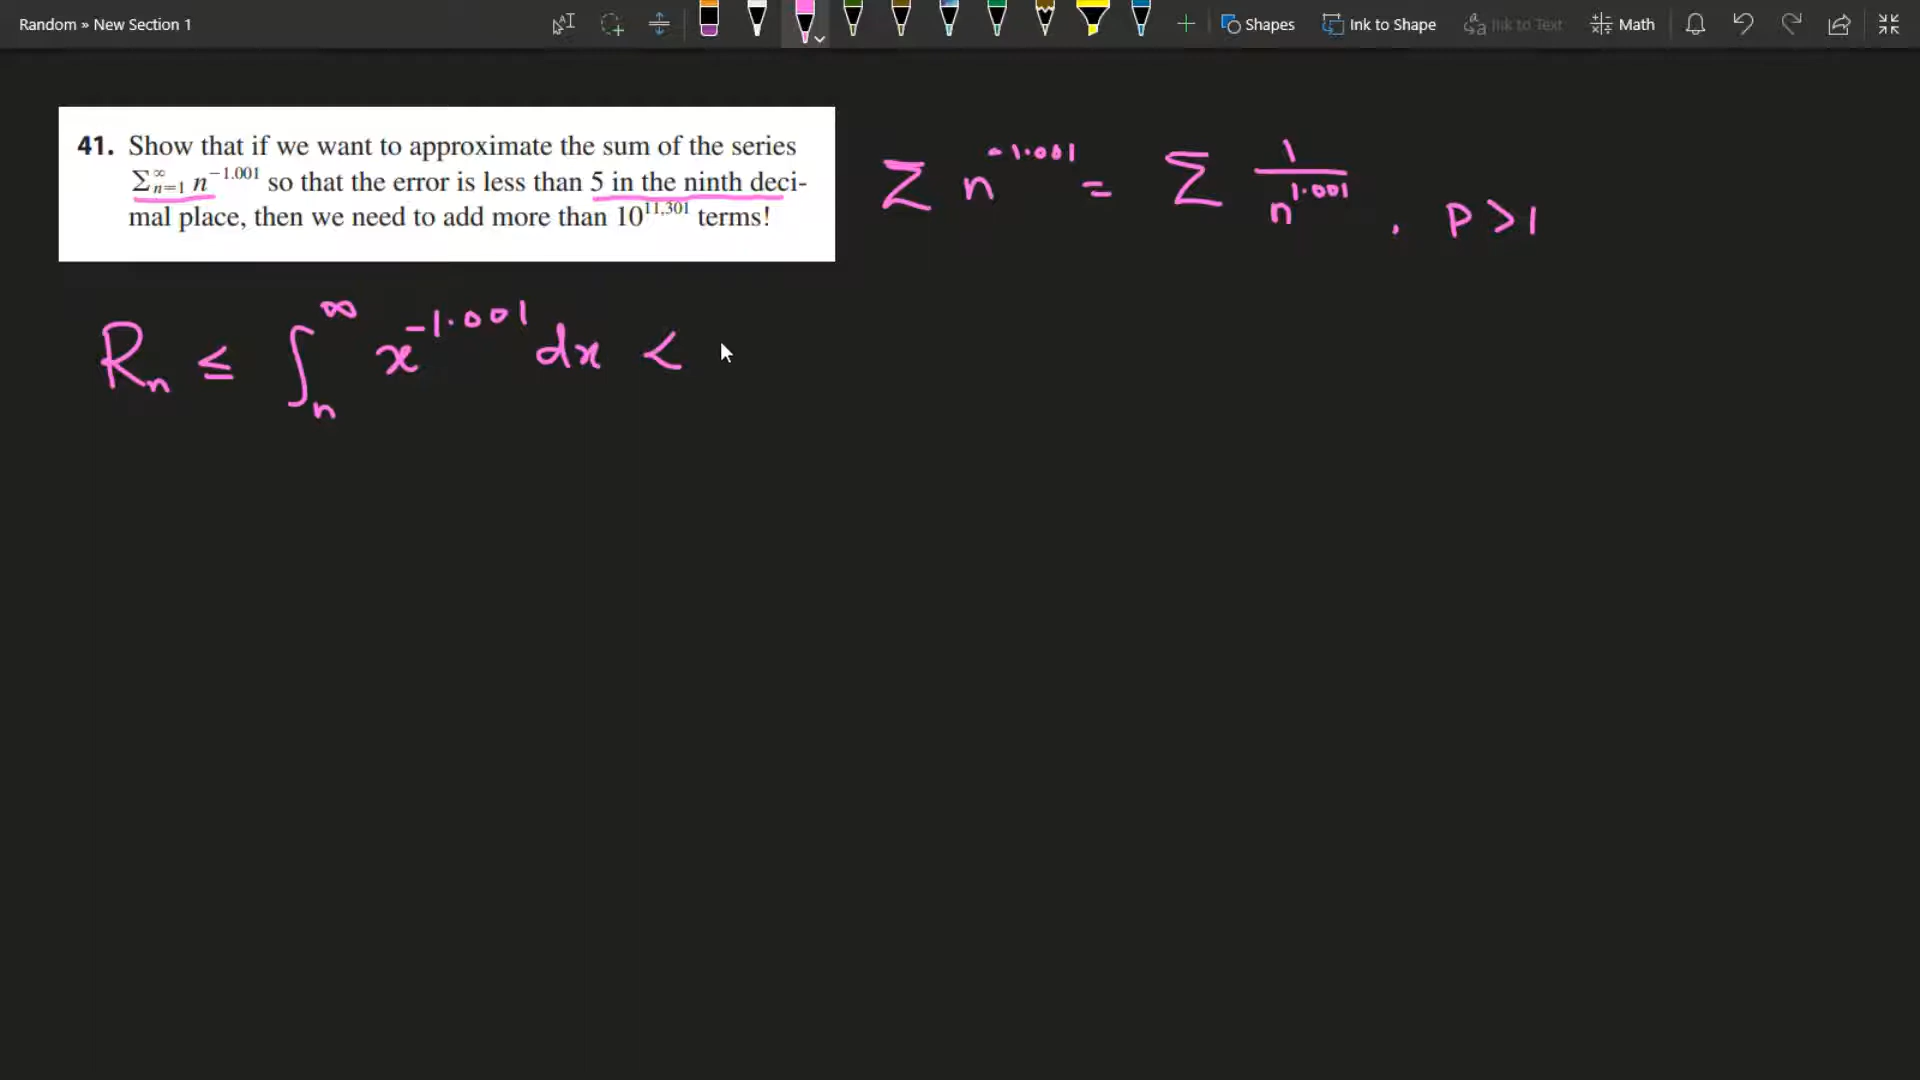 Random » New Section 1
Shapes Ink to Shape Ink to Text Math
41. Show that if we want to approximate the sum of the series
∑_{n=1}^{∞} n^{-1.001} so that the error is less than 5 in the ninth deci-
mal place, then we need to add more than 10^{11,301} terms!
∑ n^{-1.001} = ∑ 1/n^{1.001} , P > 1
R_n ≤ ∫_n^∞ x^{-1.001} dx <